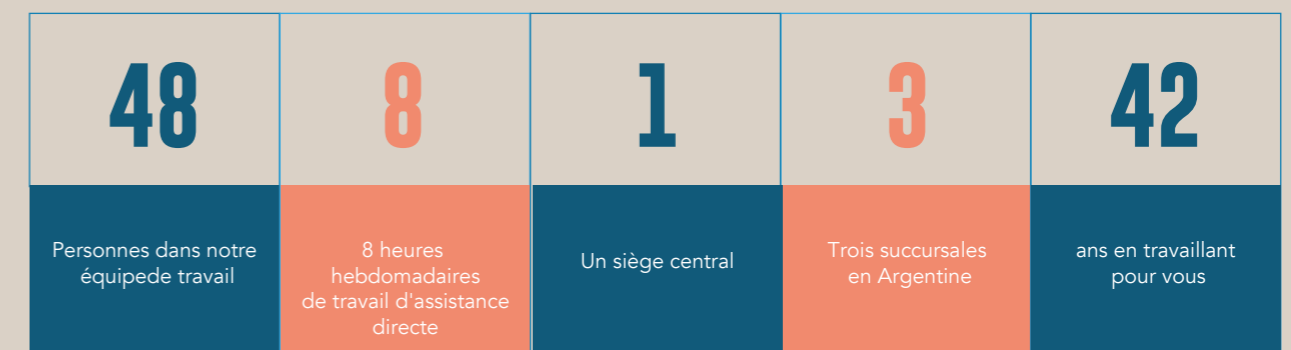 48
Personnes dans notre
équipede travail
8
8 heures
hebdomadaires
de travail d'assistance
directe
1
Un siège central
3
Trois succursales
en Argentine
42
ans en travaillant
pour vous